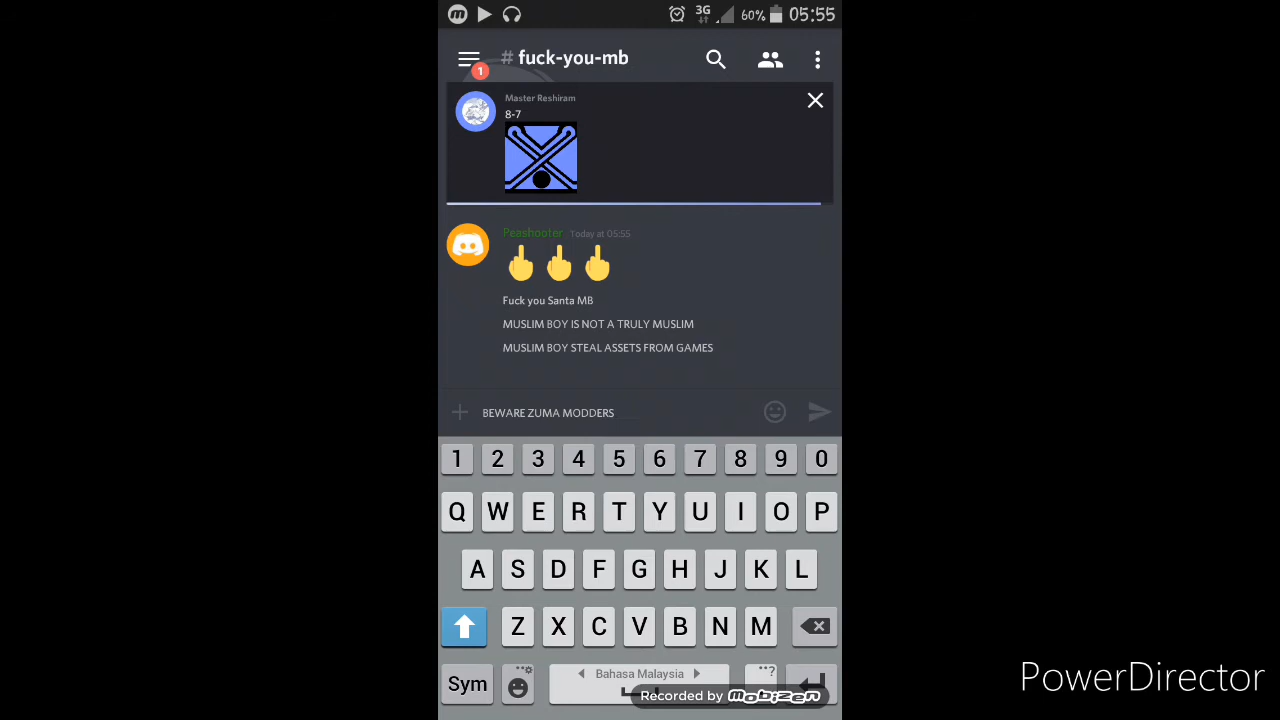 3G 60% 05:55
# fuck-you-mb
1
Master Reshiram
8-7
Peashooter Today at 05:55
Fuck you Santa MB
MUSLIM BOY IS NOT A TRULY MUSLIM
MUSLIM BOY STEAL ASSETS FROM GAMES
BEWARE ZUMA MODDERS
1 2 3 4 5 6 7 8 9 0
Q W E R T Y U I O P
A S D F G H J K L
Z X C V B N M
Sym Bahasa Malaysia
Recorded by mobizen
PowerDirector